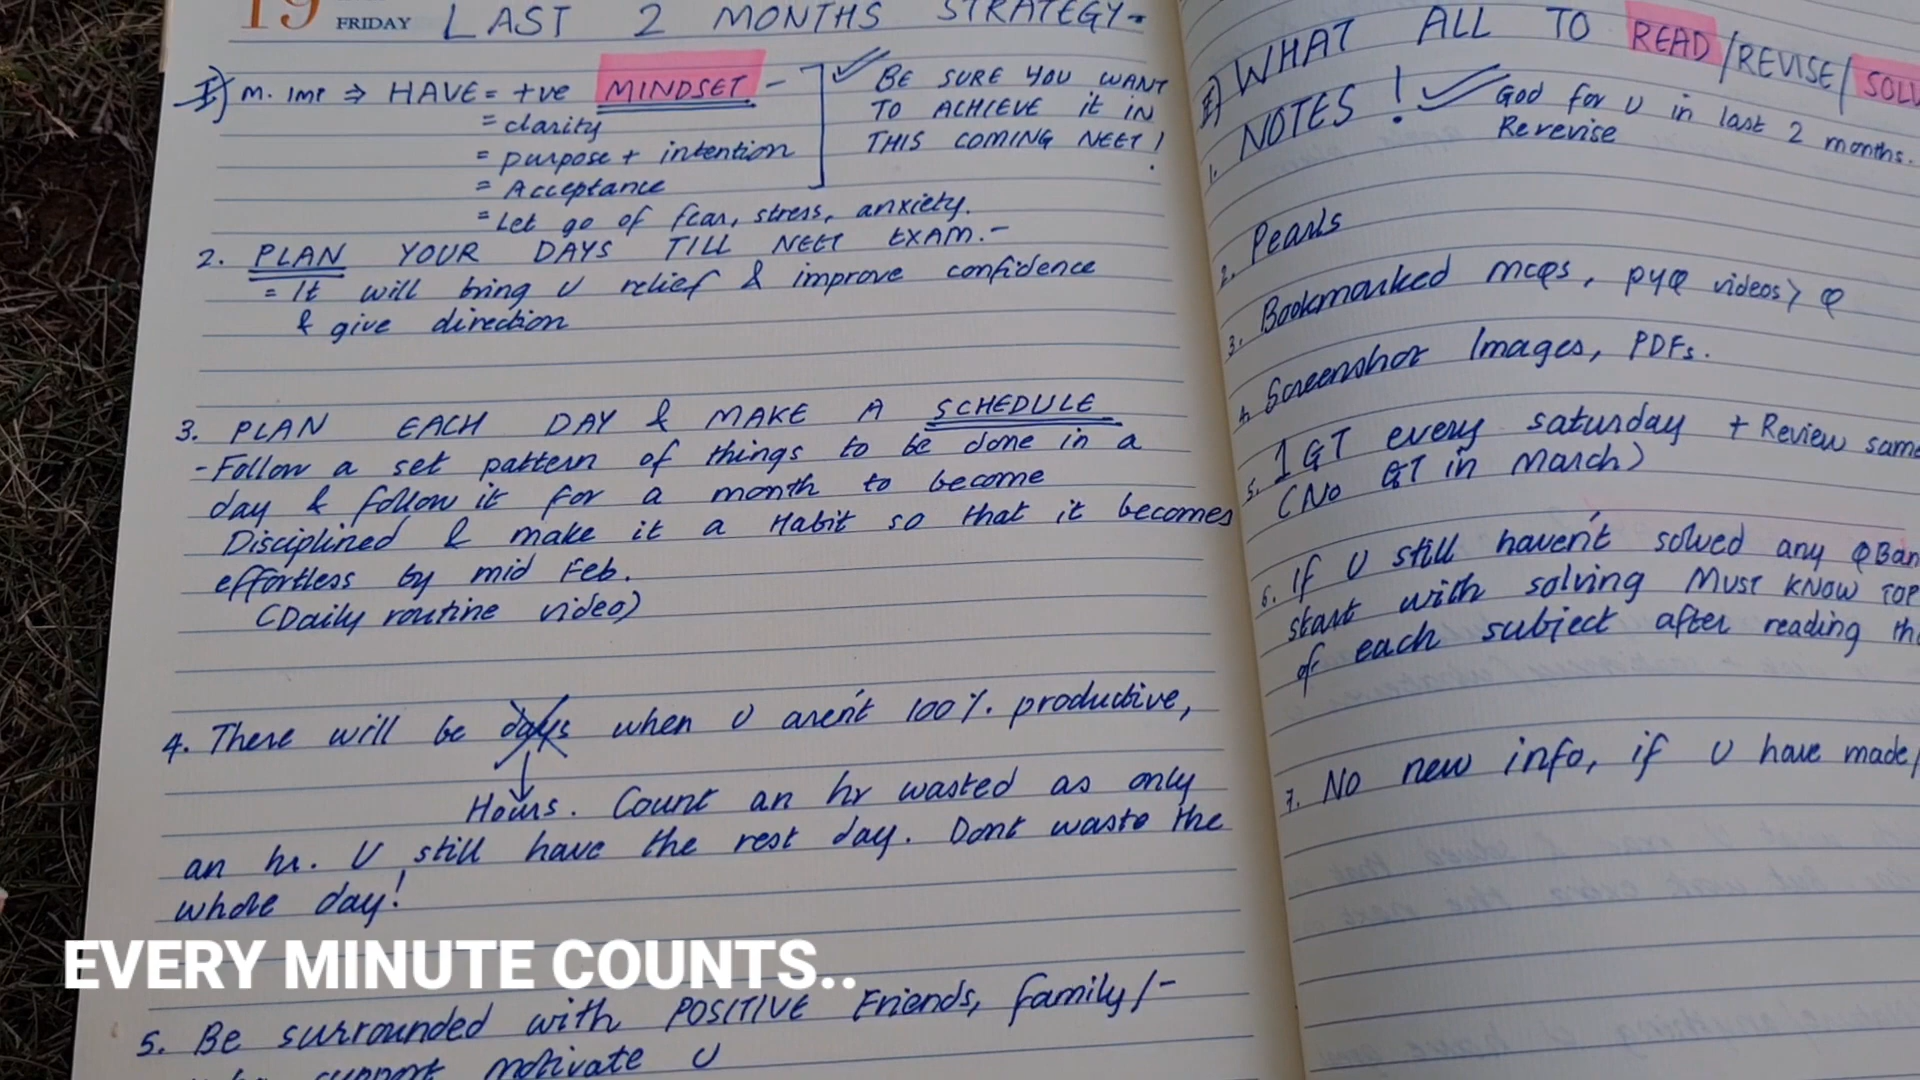 19
FRIDAY
LAST 2 MONTHS STRATEGY-
I) M. IMP ⇒ HAVE = +ve MINDSET -
= clarity
= purpose + intention
= Acceptance
= Let go of fear, stress, anxiety.
BE SURE YOU WANT
TO ACHIEVE it iN
THIS COMING NEET!
2. PLAN YOUR DAYS TILL NEET EXAM.-
= It will bring U relief & improve confidence
& give direction
3. PLAN EACH DAY & MAKE A SCHEDULE
- Follow a set pattern of things to be done in a
day & follow it for a month to become
Disciplined & make it a Habit so that it becomes
effortless by mid Feb.
(Daily routine video)
4. There will be days when U aren't 100%. productive,
↓
Hours. Count an hr wasted as only
an hr. U still have the rest day. Dont waste the
whole day!
EVERY MINUTE COUNTS..
5. Be surrounded with POSITIVE Friends, family/-
support motivate U
II) WHAT ALL TO READ/REVISE/SOLV
1. NOTES! God for U in last 2 months.
Rerevise
2. Pearls
3. Bookmarked mcqs, pyq videos> Q
4. Screenshot Images, PDFs.
5. 1 GT every saturday + Review same
(No GT in March)
6. If U still haven't solved any QBan
start with solving MUST KNOW TOP
of each subject after reading th
7. No new info, if U have made/